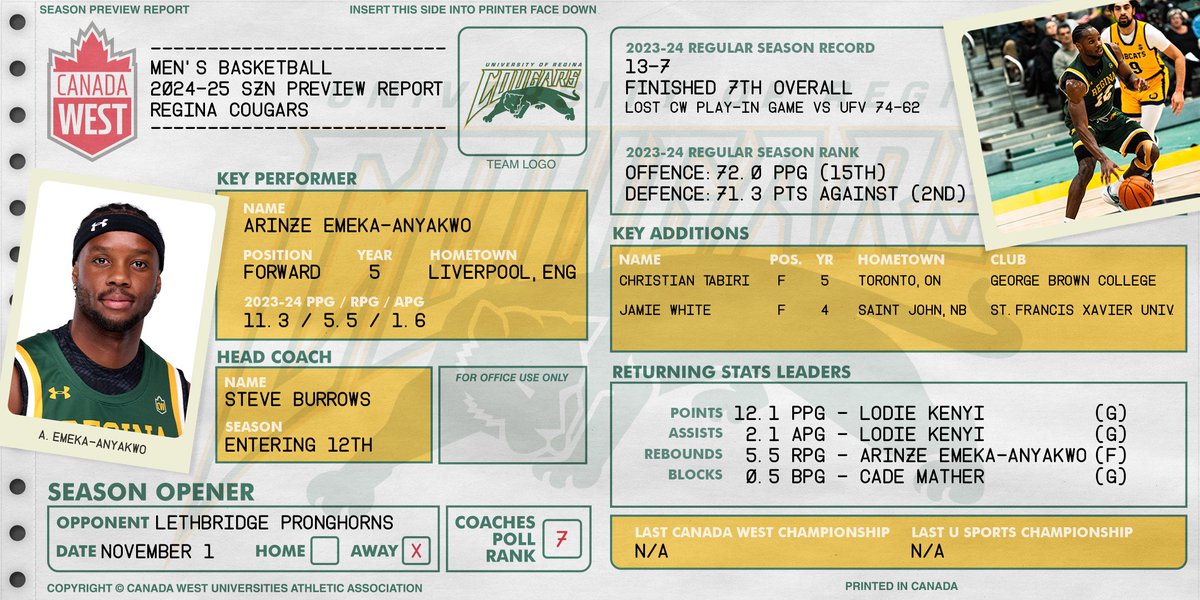 SEASON PREVIEW REPORT
INSERT THIS SIDE INTO PRINTER FACE DOWN
CANADA
WEST
MEN'S BASKETBALL
2024-25 SZN PREVIEW REPORT
REGINA COUGARS
UNIVERSITY OF REGINA
COUGARS
TEAM LOGO
KEY PERFORMER
NAME
ARINZE EMEKA-ANYAKWO
POSITION YEAR HOMETOWN
FORWARD 5 LIVERPOOL, ENG
2023-24 PPG / RPG / APG
11.3 / 5.5 / 1.6
A. EMEKA-ANYAKWO
HEAD COACH
NAME
STEVE BURROWS
SEASON
ENTERING 12TH
FOR OFFICE USE ONLY
SEASON OPENER
OPPONENT LETHBRIDGE PRONGHORNS
DATE NOVEMBER 1 HOME AWAY X
COACHES
POLL
RANK
7
COPYRIGHT © CANADA WEST UNIVERSITIES ATHLETIC ASSOCIATION
2023-24 REGULAR SEASON RECORD
13-7
FINISHED 7TH OVERALL
LOST CW PLAY-IN GAME VS UFV 74-62
2023-24 REGULAR SEASON RANK
OFFENCE: 72.0 PPG (15TH)
DEFENCE: 71.3 PTS AGAINST (2ND)
REGINA
14
BOBCATS
9
KEY ADDITIONS
NAME POS. YR HOMETOWN CLUB
CHRISTIAN TABIRI F 5 TORONTO, ON GEORGE BROWN COLLEGE
JAMIE WHITE F 4 SAINT JOHN, NB ST. FRANCIS XAVIER UNIV.
RETURNING STATS LEADERS
POINTS 12.1 PPG - LODIE KENYI (G)
ASSISTS 2.1 APG - LODIE KENYI (G)
REBOUNDS 5.5 RPG - ARINZE EMEKA-ANYAKWO (F)
BLOCKS 0.5 BPG - CADE MATHER (G)
LAST CANADA WEST CHAMPIONSHIP
N/A
LAST U SPORTS CHAMPIONSHIP
N/A
PRINTED IN CANADA